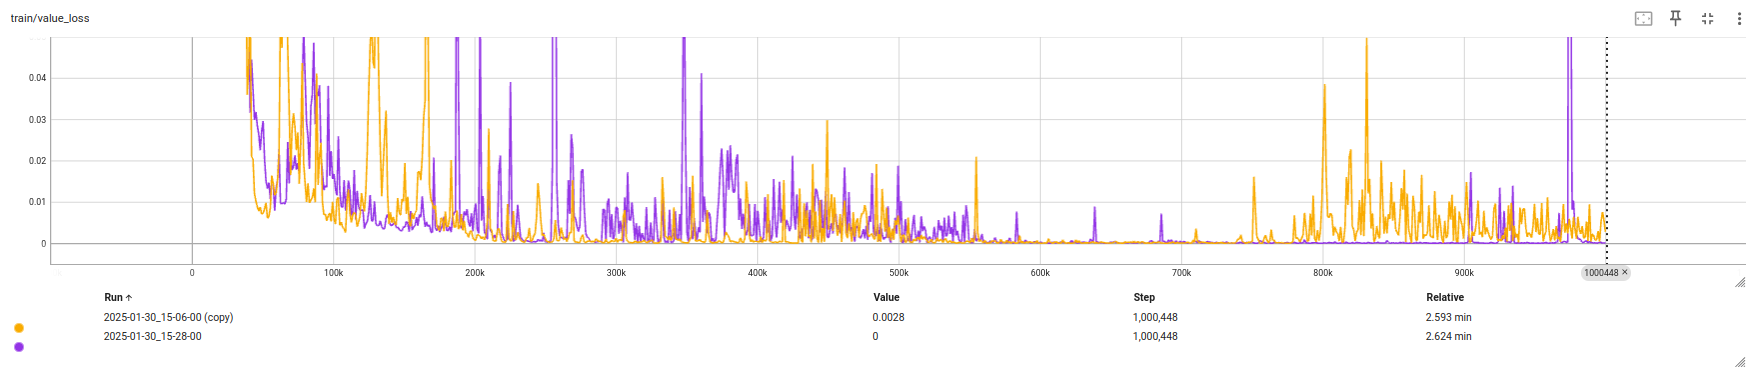 train/value_loss
0.04
0.03
0.02
0.01
0
0 100k 200k 300k 400k 500k 600k 700k 800k 900k 1000448 ×
Run ↑ Value Step Relative
2025-01-30_15-06-00 (copy) 0.0028 1,000,448 2.593 min
2025-01-30_15-28-00 0 1,000,448 2.624 min